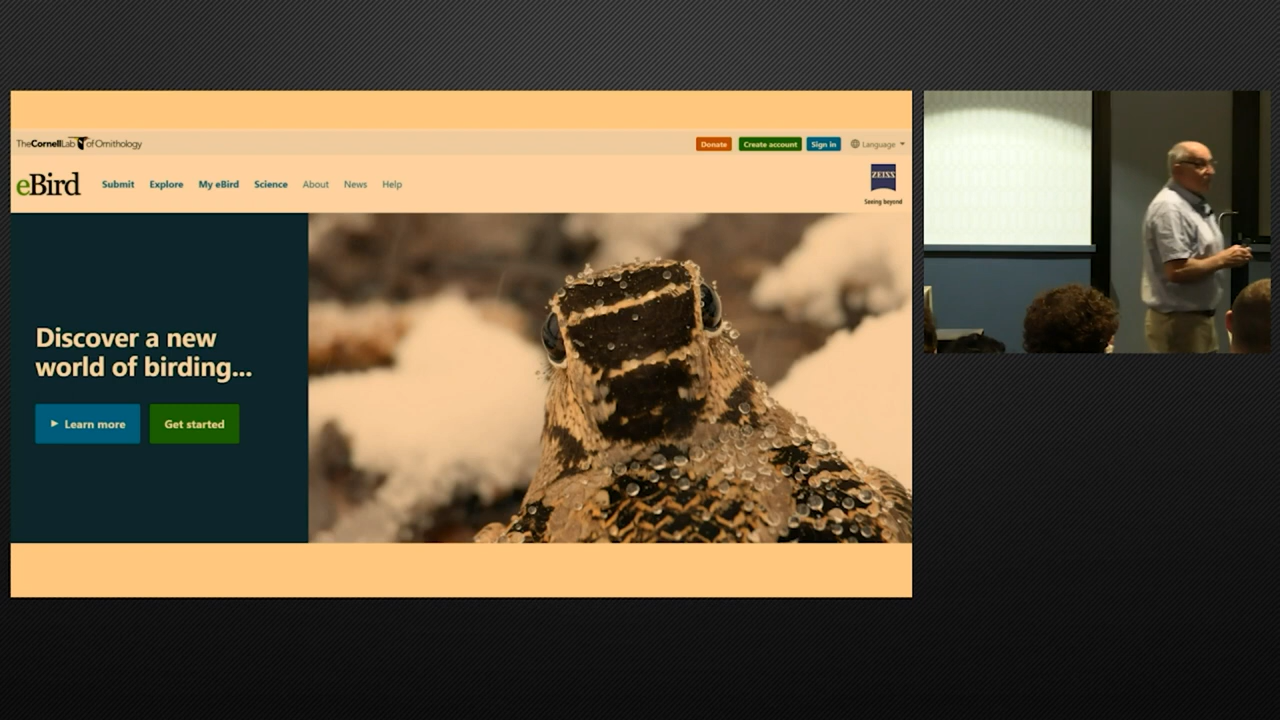 TheCornellLab of Ornithology
Donate
Create account
Sign in
Language
eBird
Submit
Explore
My eBird
Science
About
News
Help
ZEISS
Seeing beyond
Discover a new
world of birding...
Learn more
Get started